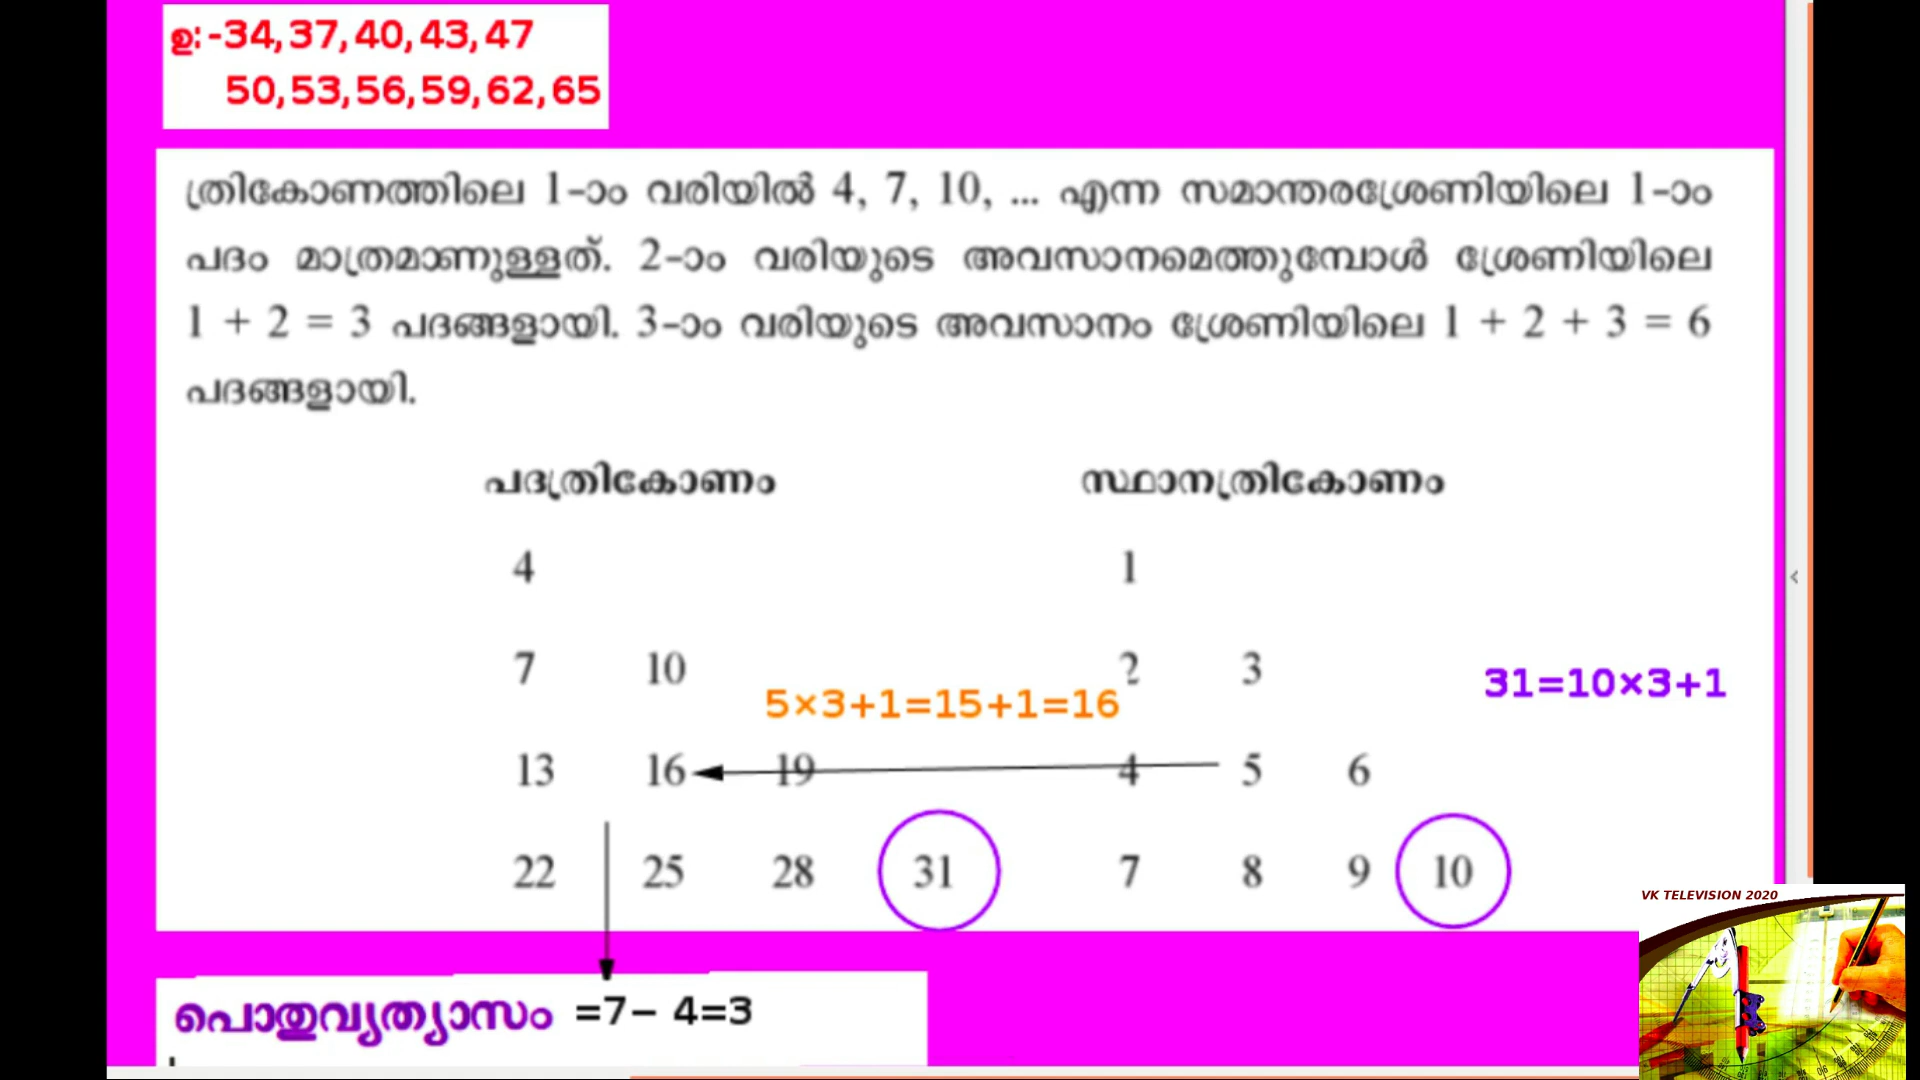 ഉ:-34,37,40,43,47
50,53,56,59,62,65
ത്രികോണത്തിലെ 1-ാം വരിയിൽ 4, 7, 10, ... എന്ന സമാന്തരശ്രേണിയിലെ 1-ാം
പദം മാത്രമാണുള്ളത്. 2-ാം വരിയുടെ അവസാനമെത്തുമ്പോൾ ശ്രേണിയിലെ
1 + 2 = 3 പദങ്ങളായി. 3-ാം വരിയുടെ അവസാനം ശ്രേണിയിലെ 1 + 2 + 3 = 6
പദങ്ങളായി.
പദത്രികോണം സ്ഥാനത്രികോണം
4 1
7 10 2 3 31=10×3+1
5×3+1=15+1=16
13 16 19 4 5 6
22 25 28 31 7 8 9 10
VK TELEVISION 2020
പൊതുവ്യത്യാസം =7− 4=3